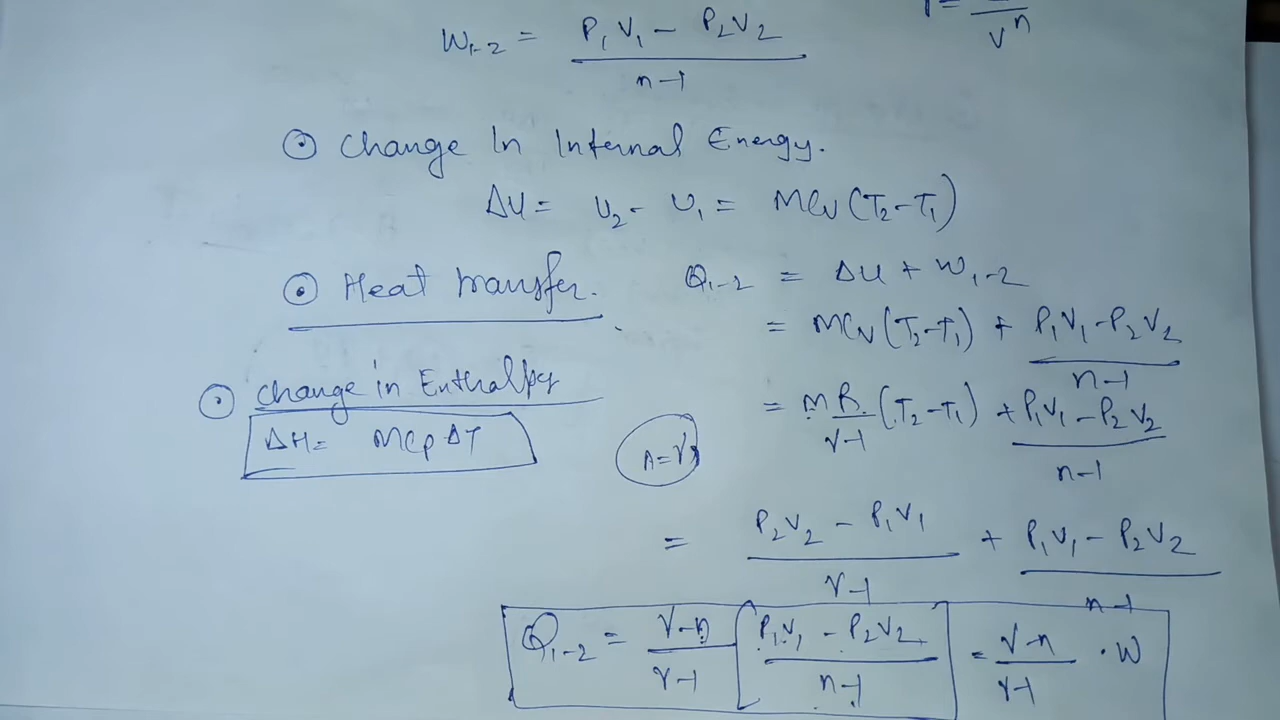 W₁₋₂ = (P₁V₁ - P₂V₂)/(n-1)
Vⁿ
⊙ Change In Internal Energy.
ΔU = U₂ - U₁ = MCv (T₂-T₁)
⊙ Heat transfer. Q₁₋₂ = ΔU + W₁₋₂
= MCv (T₂-T₁) + (P₁V₁-P₂V₂)/(n-1)
⊙ Change in Enthalpy
= MR/(γ-1) (T₂-T₁) + (P₁V₁-P₂V₂)/(n-1)
ΔH = MCp ΔT
n=γ
= (P₂V₂ - P₁V₁)/(γ-1) + (P₁V₁ - P₂V₂)/(n-1)
Q₁₋₂ = (γ-n)/(γ-1) [(P₁V₁ - P₂V₂)/(n-1)] = (γ-n)/(γ-1) · W